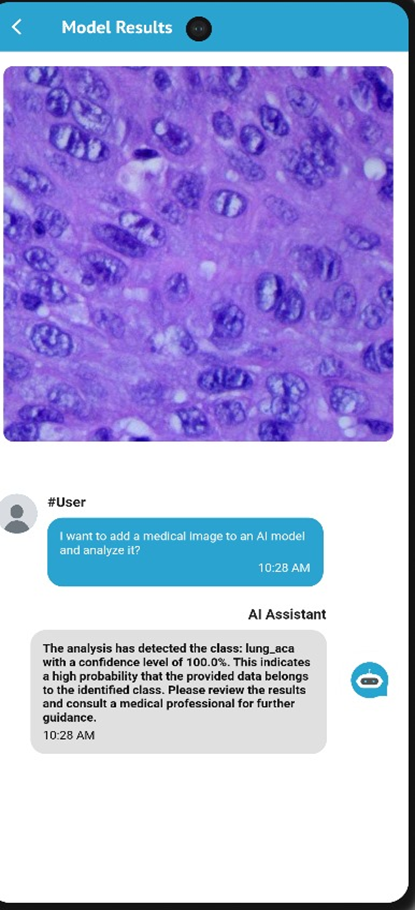 Model Results
#User
I want to add a medical image to an AI model
and analyze it?
10:28 AM
AI Assistant
The analysis has detected the class: lung_aca
with a confidence level of 100.0%. This indicates
a high probability that the provided data belongs
to the identified class. Please review the results
and consult a medical professional for further
guidance.
10:28 AM